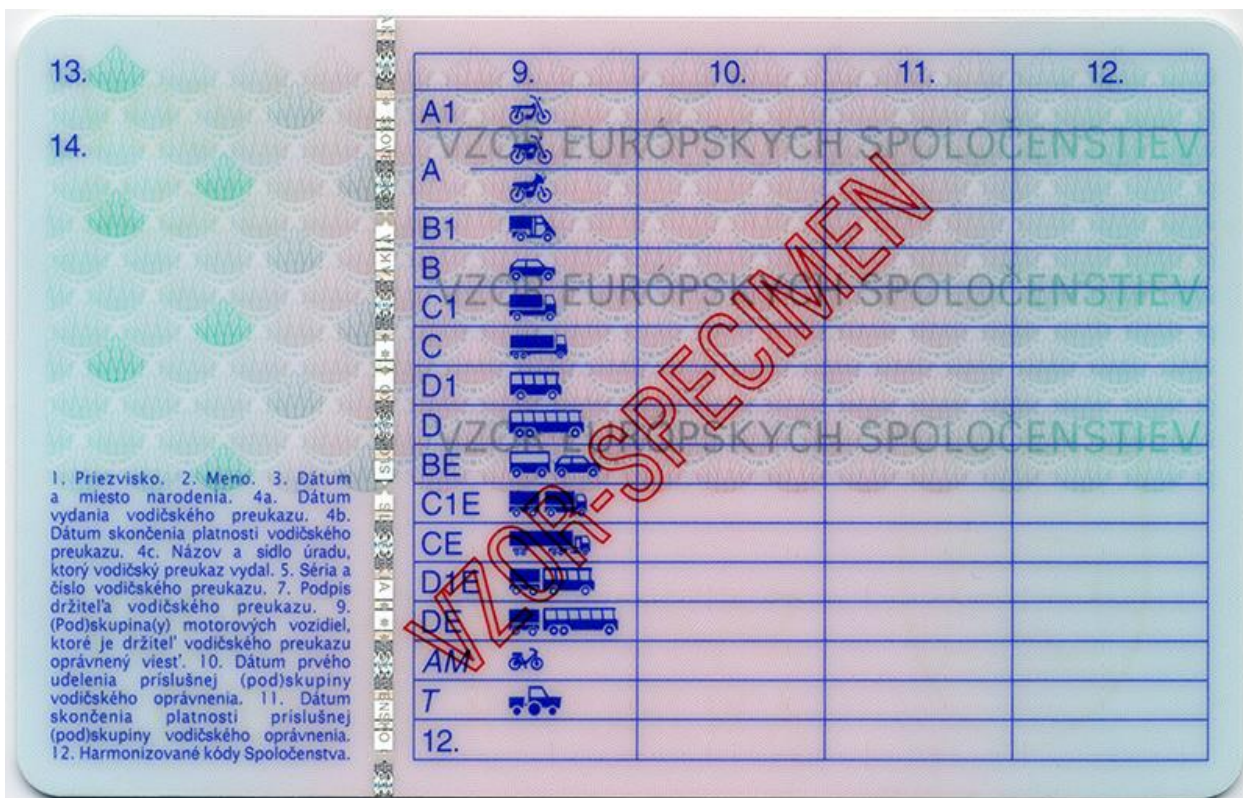 13.
14.
1. Priezvisko. 2. Meno. 3. Dátum
a miesto narodenia. 4a. Dátum
vydania vodičského preukazu. 4b.
Dátum skončenia platnosti vodičského
preukazu. 4c. Názov a sídlo úradu,
ktorý vodičský preukaz vydal. 5. Séria a
číslo vodičského preukazu. 7. Podpis
držiteľa vodičského preukazu. 9.
(Pod)skupina(y) motorových vozidiel,
ktoré je držiteľ vodičského preukazu
oprávnený viesť. 10. Dátum prvého
udelenia príslušnej (pod)skupiny
vodičského oprávnenia. 11. Dátum
skončenia platnosti príslušnej
(pod)skupiny vodičského oprávnenia.
12. Harmonizované kódy Spoločenstva.
9. 10. 11. 12.
A1
VZOR EURÓPSKYCH SPOLOČENSTIEV
A
B1
B
VZOR EURÓPSKYCH SPOLOČENSTIEV
C1
C
D1
D
VZOR EURÓPSKYCH SPOLOČENSTIEV
BE
C1E
CE
D1E
DE
AM
T
12.
VZOR-SPECIMEN